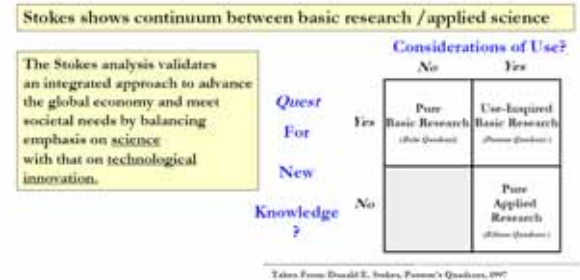 Stokes shows continuum between basic research /applied science
The Stokes analysis validates
an integrated approach to advance
the global economy and meet
societal needs by balancing
emphasis on science
with that on technological
innovation.
Considerations of Use?
No Yes
Quest
For
New
Knowledge
?
Yes
Pure
Basic Research
(Bohr Quadrant)
Use-Inspired
Basic Research
(Pasteur Quadrant)
No
Pure
Applied
Research
(Edison Quadrant)
Taken From: Donald E. Stokes, Pasteur's Quadrant, 1997